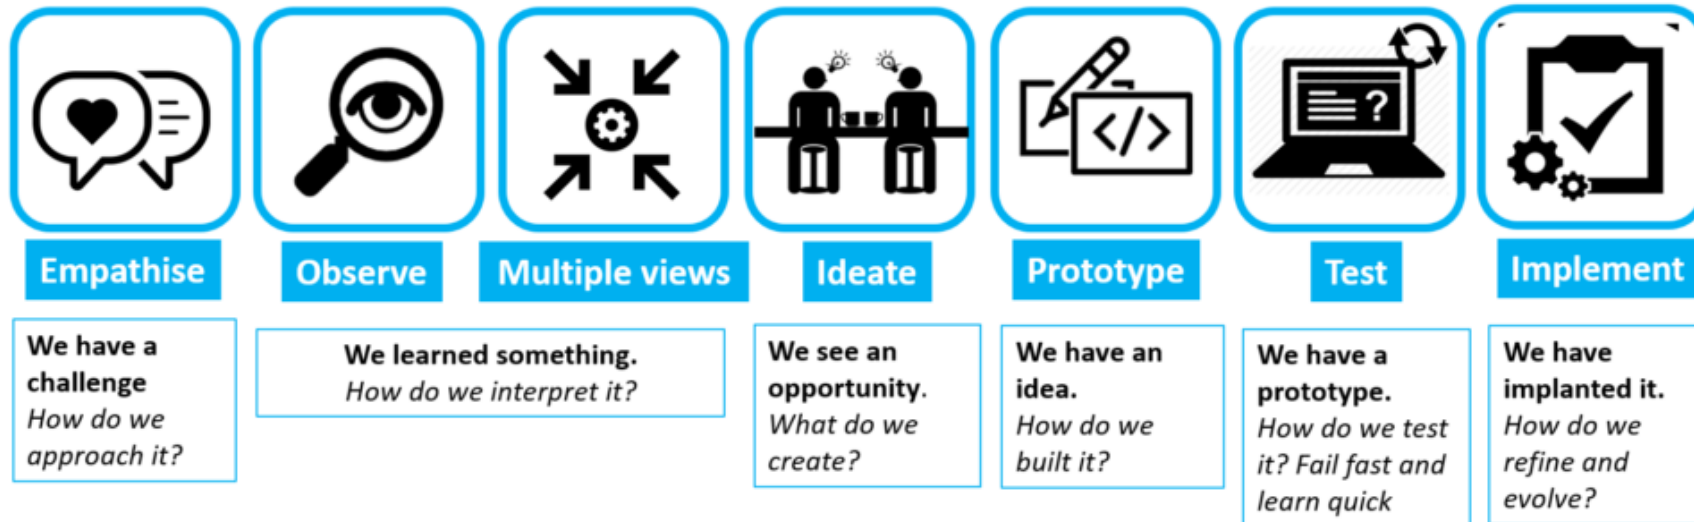 </>
?
Empathise
Observe
Multiple views
Ideate
Prototype
Test
Implement
We have a
challenge
How do we
approach it?
We learned something.
How do we interpret it?
We see an
opportunity.
What do we
create?
We have an
idea.
How do we
built it?
We have a
prototype.
How do we test
it? Fail fast and
learn quick
We have
implanted it.
How do we
refine and
evolve?